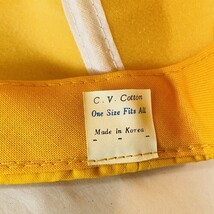 C.V. Cotton
One Size Fits All
Made in Korea